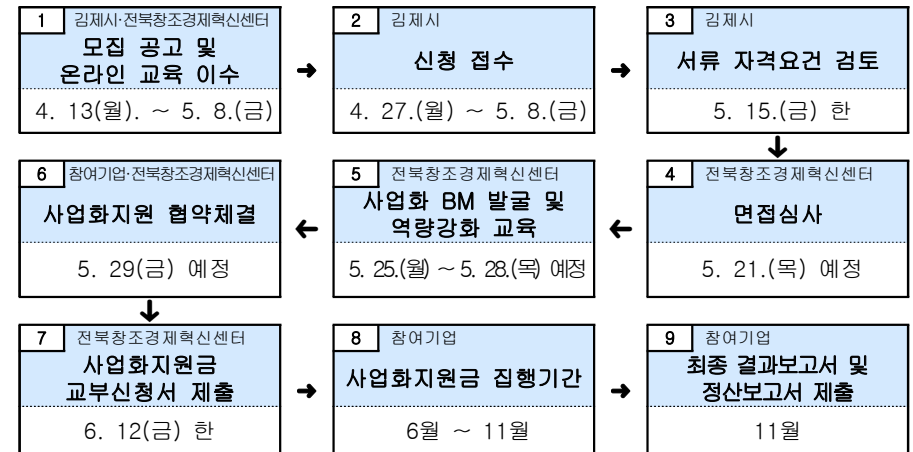 1 김제시·전북창조경제혁신센터
모집 공고 및
온라인 교육 이수
4. 13(월). ~ 5. 8.(금)
2 김제시
신청 접수
4. 27.(월) ~ 5. 8.(금)
3 김제시
서류 자격요건 검토
5. 15.(금) 한
4 전북창조경제혁신센터
면접심사
5. 21.(목) 예정
5 전북창조경제혁신센터
사업화 BM 발굴 및
역량강화 교육
5. 25.(월) ~ 5. 28.(목) 예정
6 참여기업·전북창조경제혁신센터
사업화지원 협약체결
5. 29(금) 예정
7 전북창조경제혁신센터
사업화지원금
교부신청서 제출
6. 12(금) 한
8 참여기업
사업화지원금 집행기간
6월 ~ 11월
9 참여기업
최종 결과보고서 및
정산보고서 제출
11월